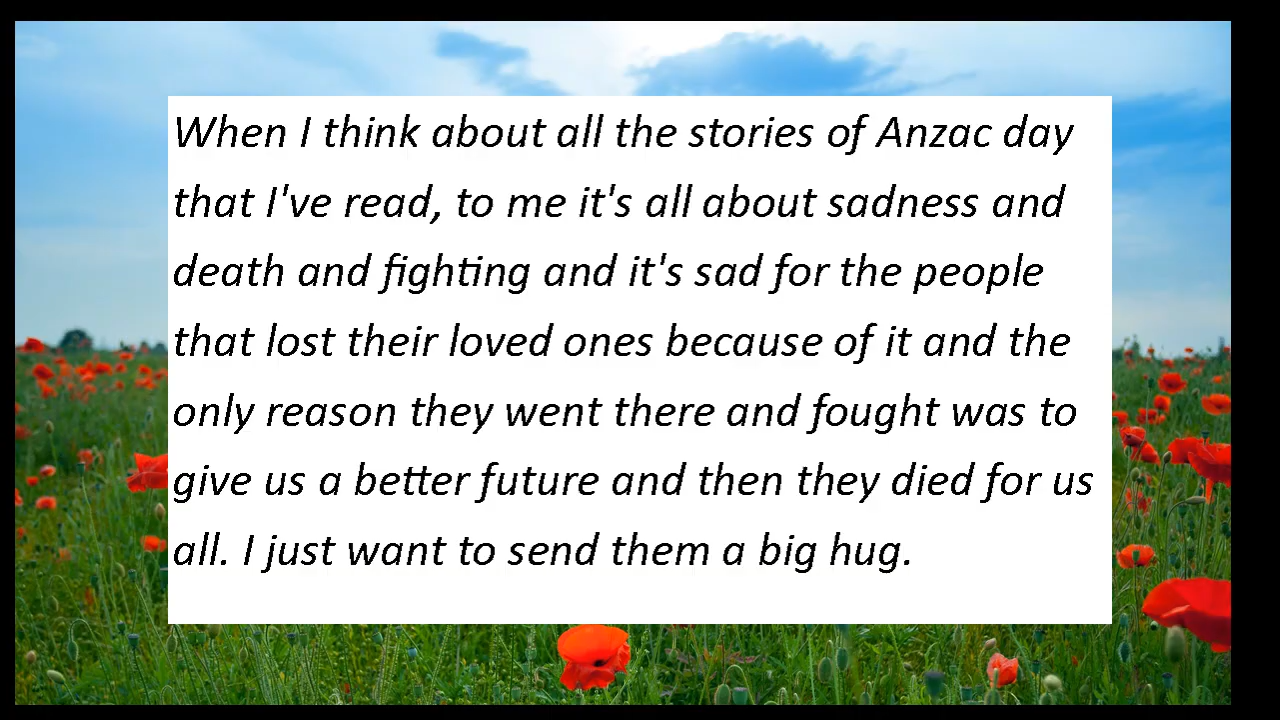 When I think about all the stories of Anzac day
that I've read, to me it's all about sadness and
death and fighting and it's sad for the people
that lost their loved ones because of it and the
only reason they went there and fought was to
give us a better future and then they died for us
all. I just want to send them a big hug.